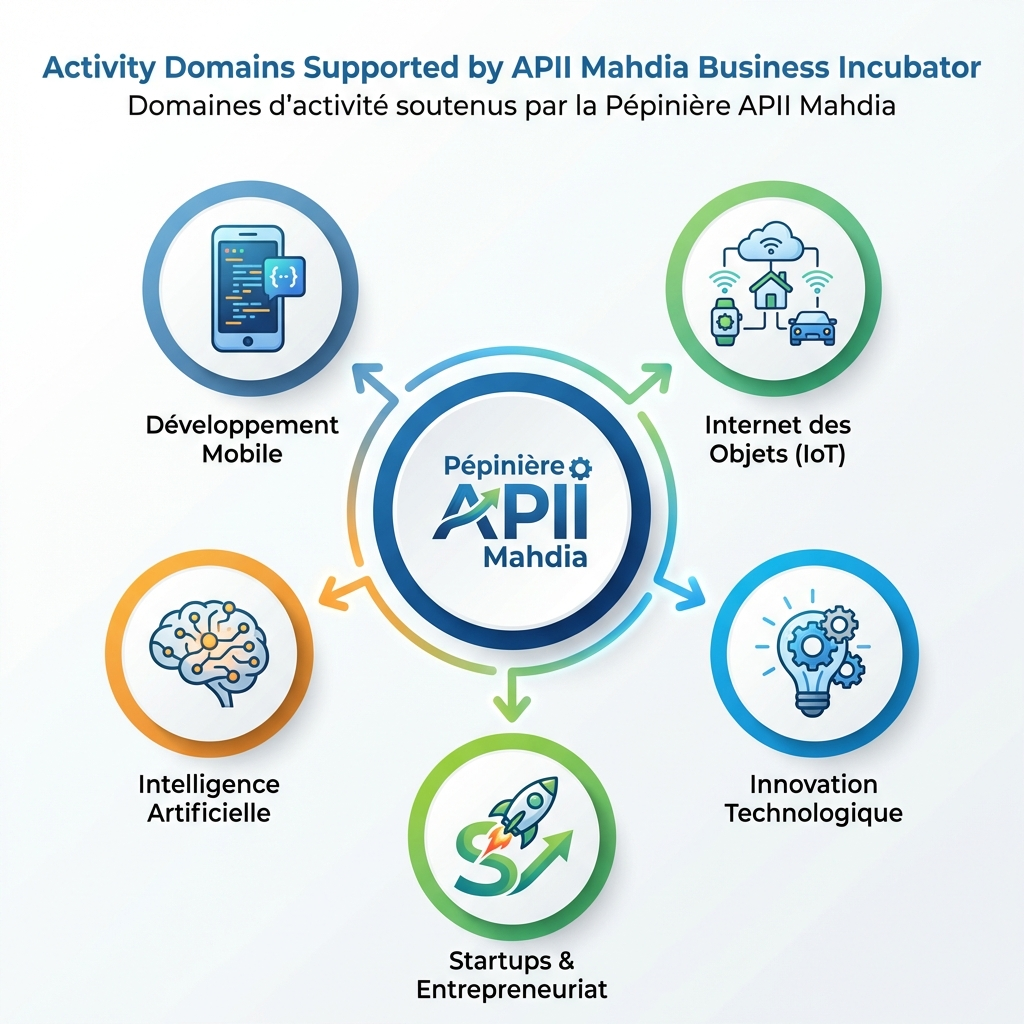 Activity Domains Supported by APII Mahdia Business Incubator
Domaines d'activité soutenus par la Pépinière APII Mahdia
{--}
Développement
Mobile
Internet des
Objets (IoT)
Pépinière
APII
Mahdia
Intelligence
Artificielle
Innovation
Technologique
S
Startups &
Entrepreneuriat